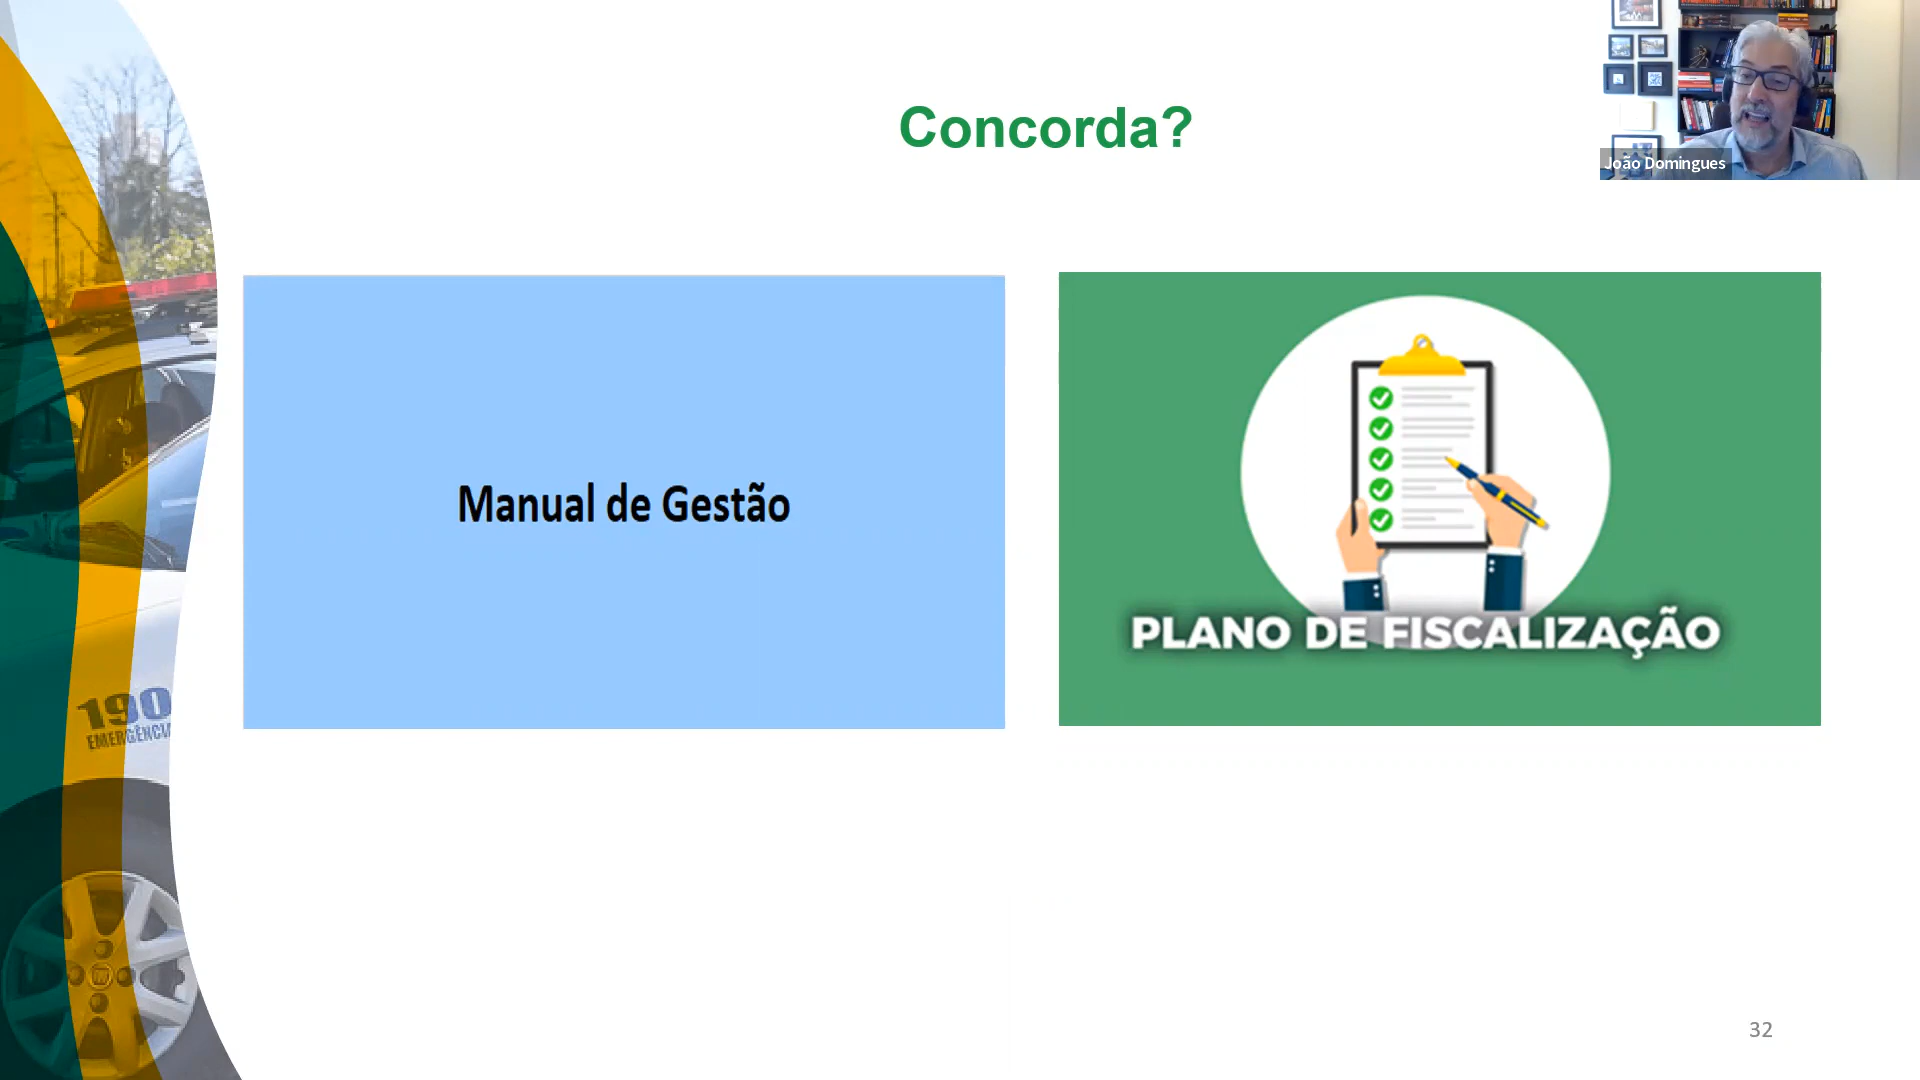 Concorda?
João Domingues
Manual de Gestão
PLANO DE FISCALIZAÇÃO
190
EMERGÊNCIA
32